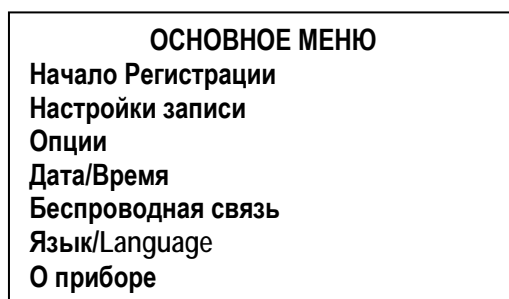 ОСНОВНОЕ МЕНЮ
Начало Регистрации
Настройки записи
Опции
Дата/Время
Беспроводная связь
Язык/Language
О приборе